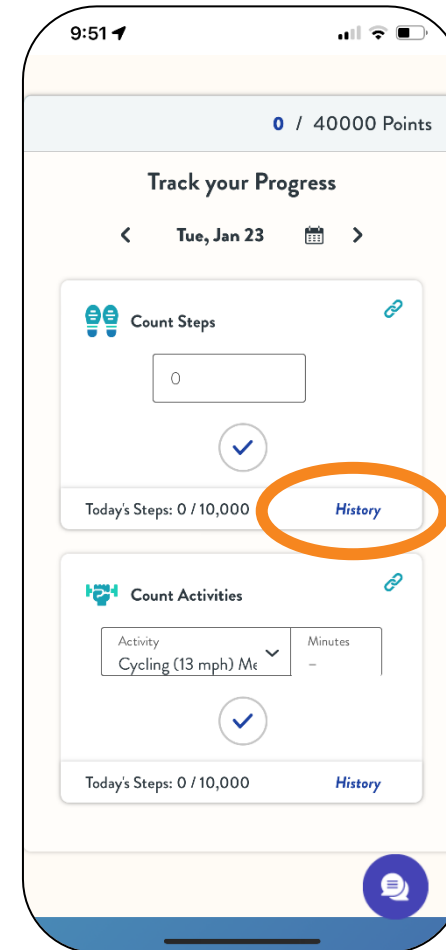 9:51
0 / 40000 Points
Track your Progress
Tue, Jan 23
Count Steps
0
Today's Steps: 0 / 10,000 History
Count Activities
Activity Minutes
Cycling (13 mph) Me –
Today's Steps: 0 / 10,000 History